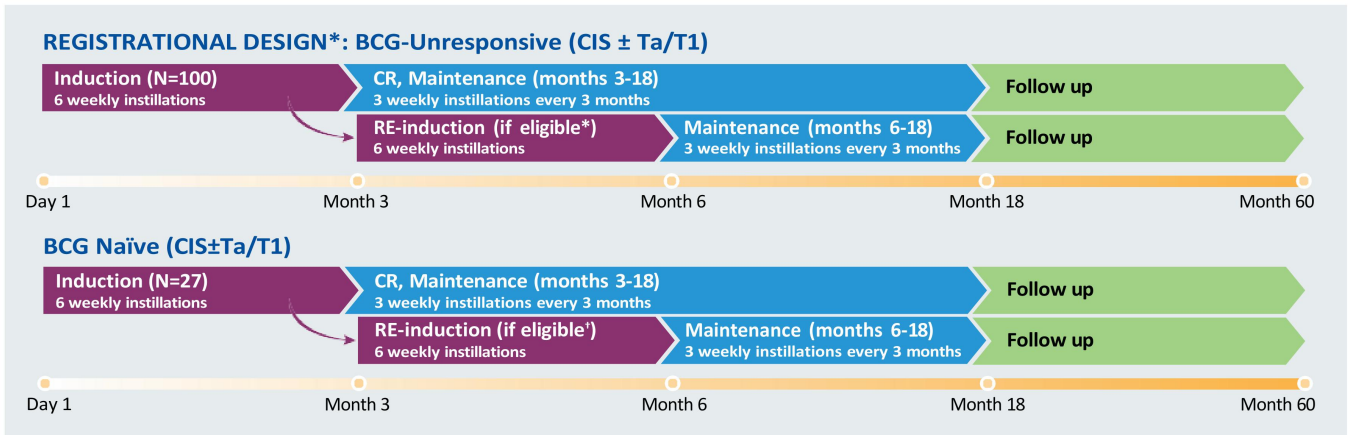 REGISTRATIONAL DESIGN*: BCG-Unresponsive (CIS ± Ta/T1)
Induction (N=100)
6 weekly instillations
CR, Maintenance (months 3-18)
3 weekly instillations every 3 months
Follow up
RE-induction (if eligible*)
6 weekly instillations
Maintenance (months 6-18)
3 weekly instillations every 3 months
Follow up
Day 1
Month 3
Month 6
Month 18
Month 60
BCG Naïve (CIS±Ta/T1)
Induction (N=27)
6 weekly instillations
CR, Maintenance (months 3-18)
3 weekly instillations every 3 months
Follow up
RE-induction (if eligible†)
6 weekly instillations
Maintenance (months 6-18)
3 weekly instillations every 3 months
Follow up
Day 1
Month 3
Month 6
Month 18
Month 60